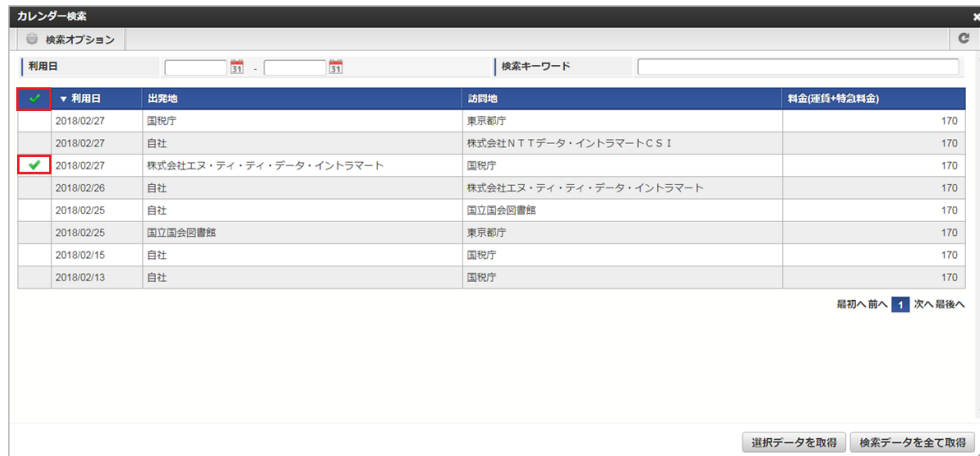 カレンダー検索
検索オプション
利用日 31 - 31 検索キーワード
▼ 利用日 出発地 訪問地 料金(運賃+特急料金)
2018/02/27 国税庁 東京都庁 170
2018/02/27 自社 株式会社NTTデータ・イントラマートCSI 170
2018/02/27 株式会社エヌ・ティ・ティ・データ・イントラマート 国税庁 170
2018/02/26 自社 株式会社エヌ・ティ・ティ・データ・イントラマート 170
2018/02/25 自社 国立国会図書館 170
2018/02/25 国立国会図書館 東京都庁 170
2018/02/15 自社 国税庁 170
2018/02/13 自社 国税庁 170
最初へ 前へ 1 次へ 最後へ
選択データを取得 検索データを全て取得